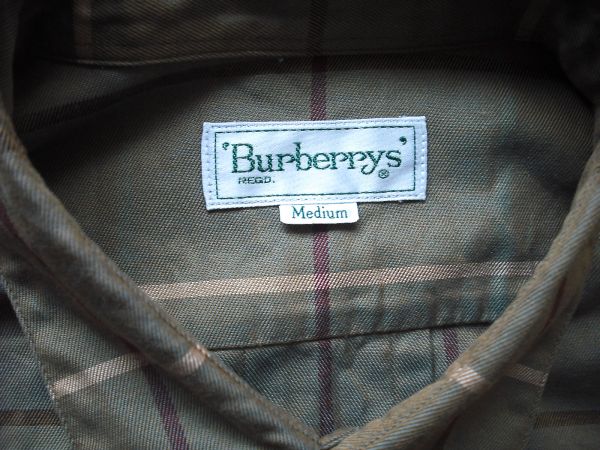 'Burberrys'
REGD. ®
Medium